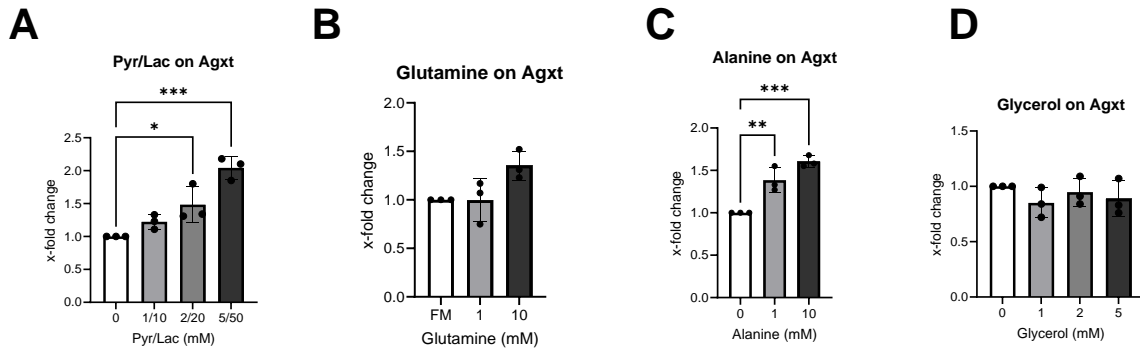 A
Pyr/Lac on Agxt
***
*
2.5
2.0
1.5
1.0
0.5
0.0
x-fold change
0 1/10 2/20 5/50
Pyr/Lac (mM)
B
Glutamine on Agxt
2.0
1.5
1.0
0.5
0.0
x-fold change
FM 1 10
Glutamine (mM)
C
Alanine on Agxt
***
**
2.0
1.5
1.0
0.5
0.0
x-fold change
0 1 10
Alanine (mM)
D
Glycerol on Agxt
1.5
1.0
0.5
0.0
x-fold change
0 1 2 5
Glycerol (mM)